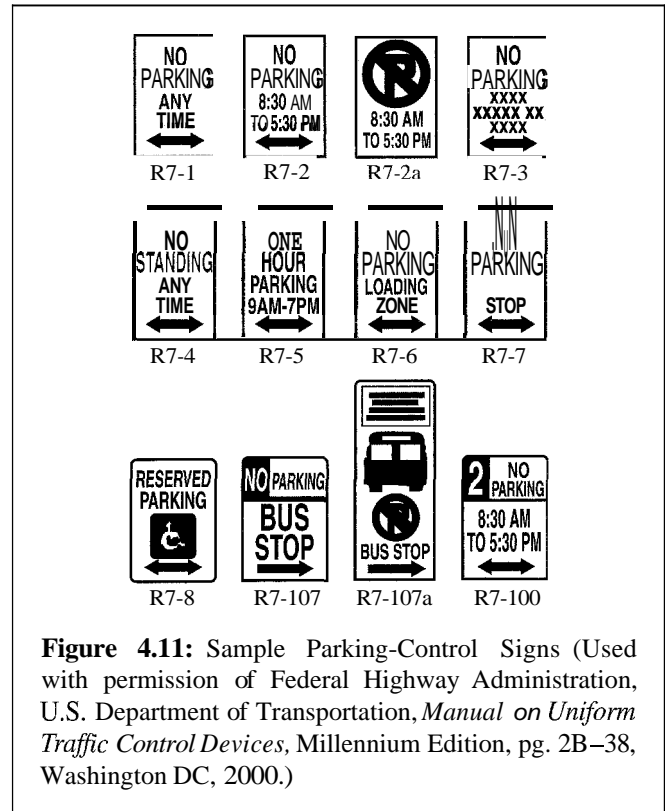 NO
PARKING
ANY
TIME
R7-1
NO
PARKING
8:30 AM
TO 5:30 PM
R7-2
8:30 AM
TO 5:30 PM
R7-2a
NO
PARKING
XXXX
XXXXX XX
XXXX
R7-3
NO
STANDING
ANY
TIME
R7-4
ONE
HOUR
PARKING
9AM-7PM
R7-5
NO
PARKING
LOADING
ZONE
R7-6
PARKING
STOP
R7-7
RESERVED
PARKING
R7-8
NO PARKING
BUS
STOP
R7-107
BUS STOP
R7-107a
2 NO
PARKING
8:30 AM
TO 5:30 PM
R7-100
Figure 4.11: Sample Parking-Control Signs (Used
with permission of Federal Highway Administration,
U.S. Department of Transportation, Manual on Uniform
Traffic Control Devices, Millennium Edition, pg. 2B–38,
Washington DC, 2000.)